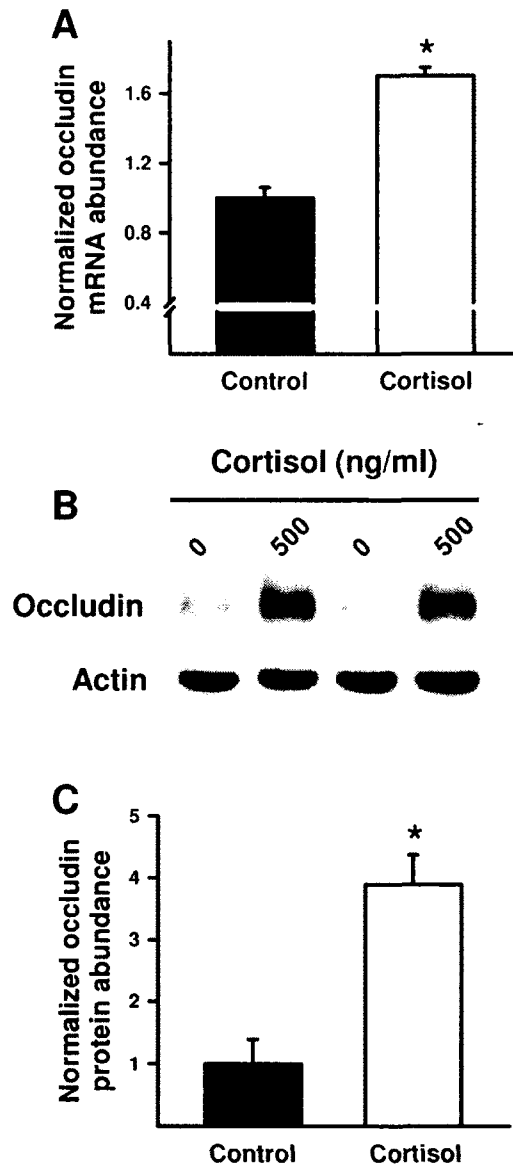 A
Normalized occludin
mRNA abundance
*
1.6
1.2
0.8
0.4
Control
Cortisol
Cortisol (ng/ml)
B
0
500
0
500
Occludin
Actin
C
Normalized occludin
protein abundance
*
5
4
3
2
1
Control
Cortisol